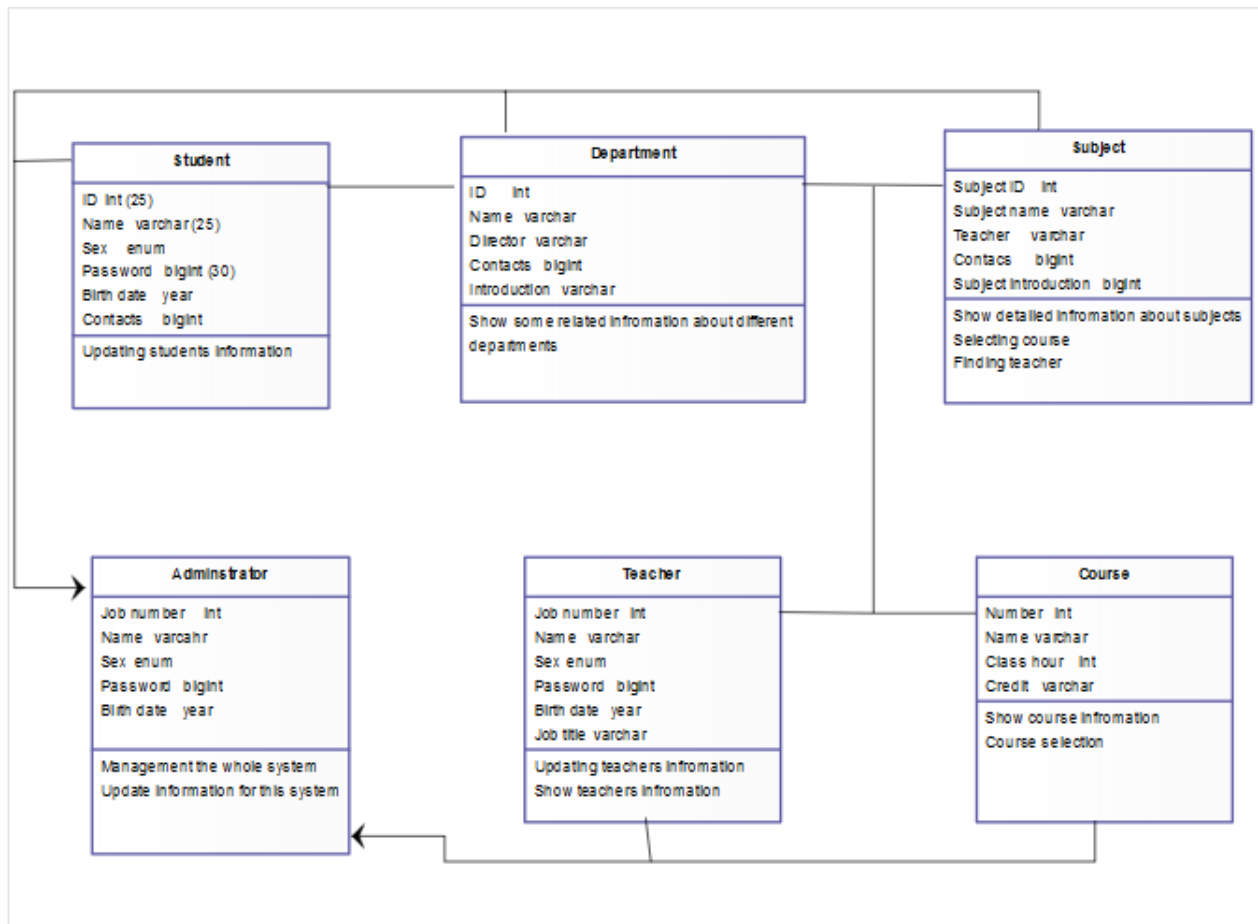 Student
ID int (25)
Name varchar (25)
Sex enum
Password bigint (30)
Birth date year
Contacts bigint
Updating students information
Department
ID int
Name varchar
Director varchar
Contacts bigint
Introduction varchar
Show some related infromation about different
departments
Subject
Subject ID int
Subject name varchar
Teacher varchar
Contacs bigint
Subject introduction bigint
Show detailed infromation about subjects
Selecting course
Finding teacher
Adminstrator
Job number int
Name varcahr
Sex enum
Password bigint
Birth date year
Management the whole system
Update information for this system
Teacher
Job number int
Name varchar
Sex enum
Password bigint
Birth date year
Job title varchar
Updating teachers infromation
Show teachers infromation
Course
Number int
Name varchar
Class hour int
Credit varchar
Show course infromation
Course selection